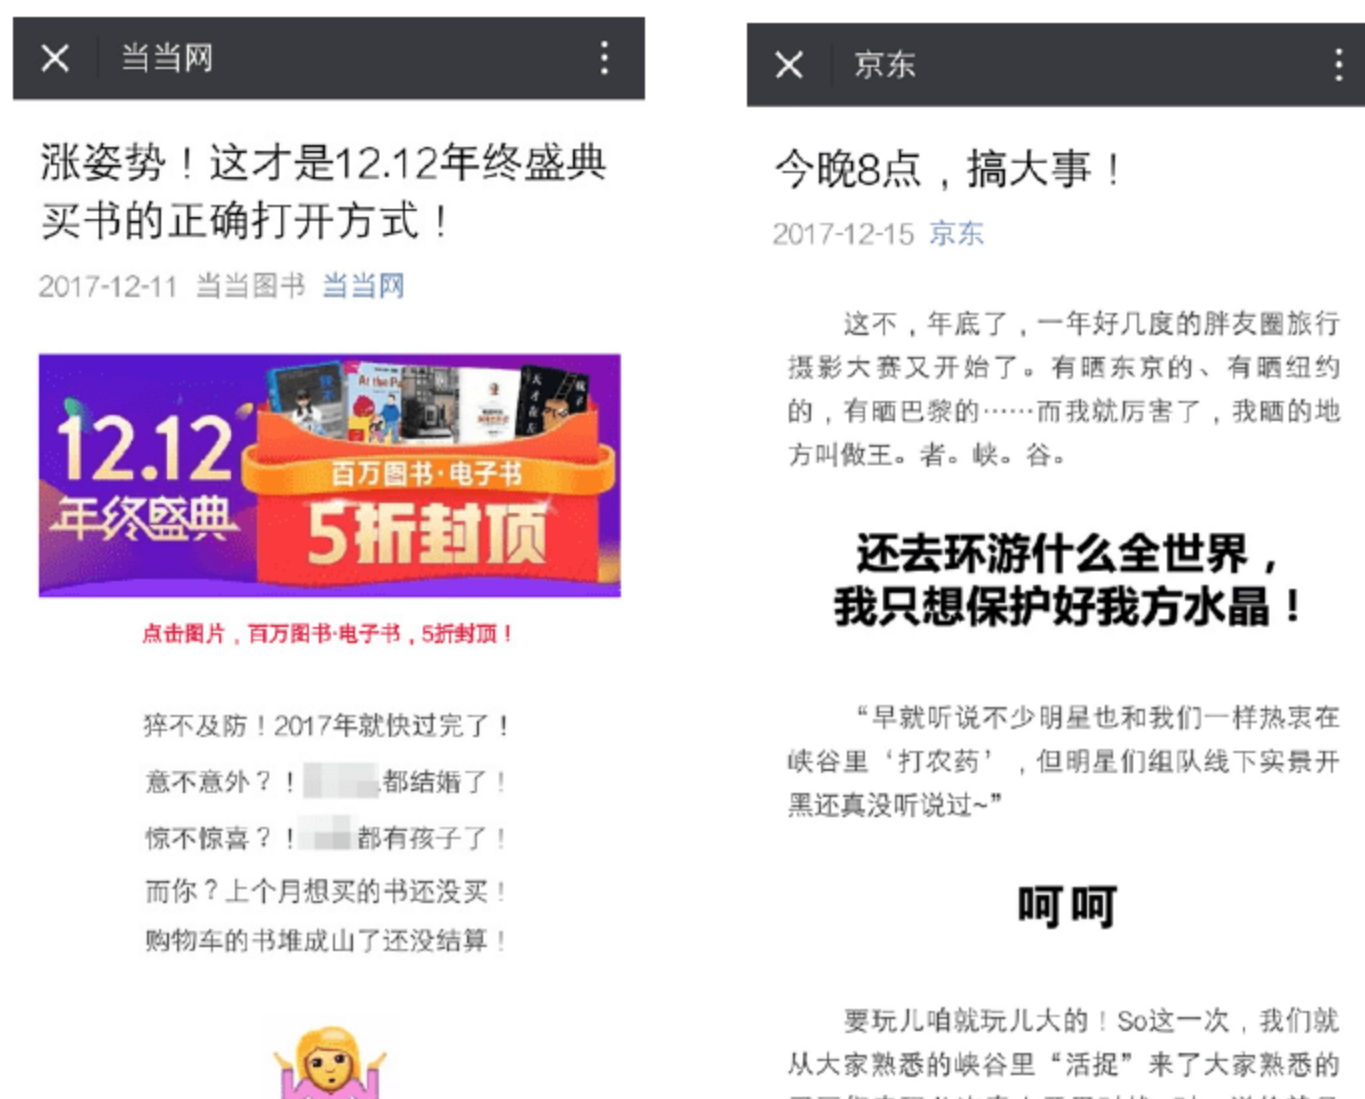 当当网
涨姿势！这才是12.12年终盛典
买书的正确打开方式！
2017-12-11 当当图书 当当网
12.12
年终盛典
百万图书·电子书
5折封顶
点击图片，百万图书·电子书，5折封顶！
猝不及防！2017年就快过完了！
意不意外？！都结婚了！
惊不惊喜？！都有孩子了！
而你？上个月想买的书还没买！
购物车的书堆成山了还没结算！
京东
今晚8点，搞大事！
2017-12-15 京东
这不，年底了，一年好几度的胖友圈旅行
摄影大赛又开始了。有晒东京的、有晒纽约
的，有晒巴黎的……而我就厉害了，我晒的地
方叫做王。者。峡。谷。
还去环游什么全世界，
我只想保护好我方水晶！
“早就听说不少明星也和我们一样热衷在
峡谷里‘打农药’，但明星们组队线下实景开
黑还真没听说过~”
呵呵
要玩儿咱就玩儿大的！So这一次，我们就
从大家熟悉的峡谷里“活捉”来了大家熟悉的